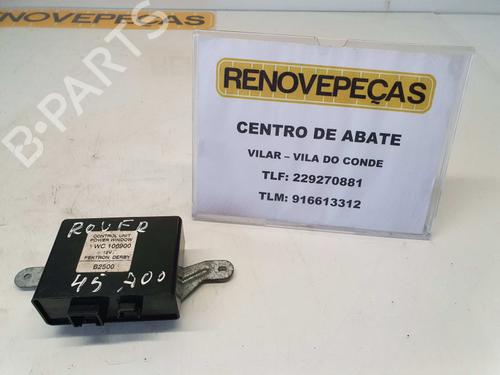 RENOVEPEÇAS
B-PARTS
RENOVEPEÇAS
CENTRO DE ABATE
VILAR – VILA DO CONDE
TLF: 229270881
TLM: 916613312
ROVER
CONTROL UNIT
POWER WINDOW
YWC 106900
12V
PEKTRON DERBY
B2500
45 A00